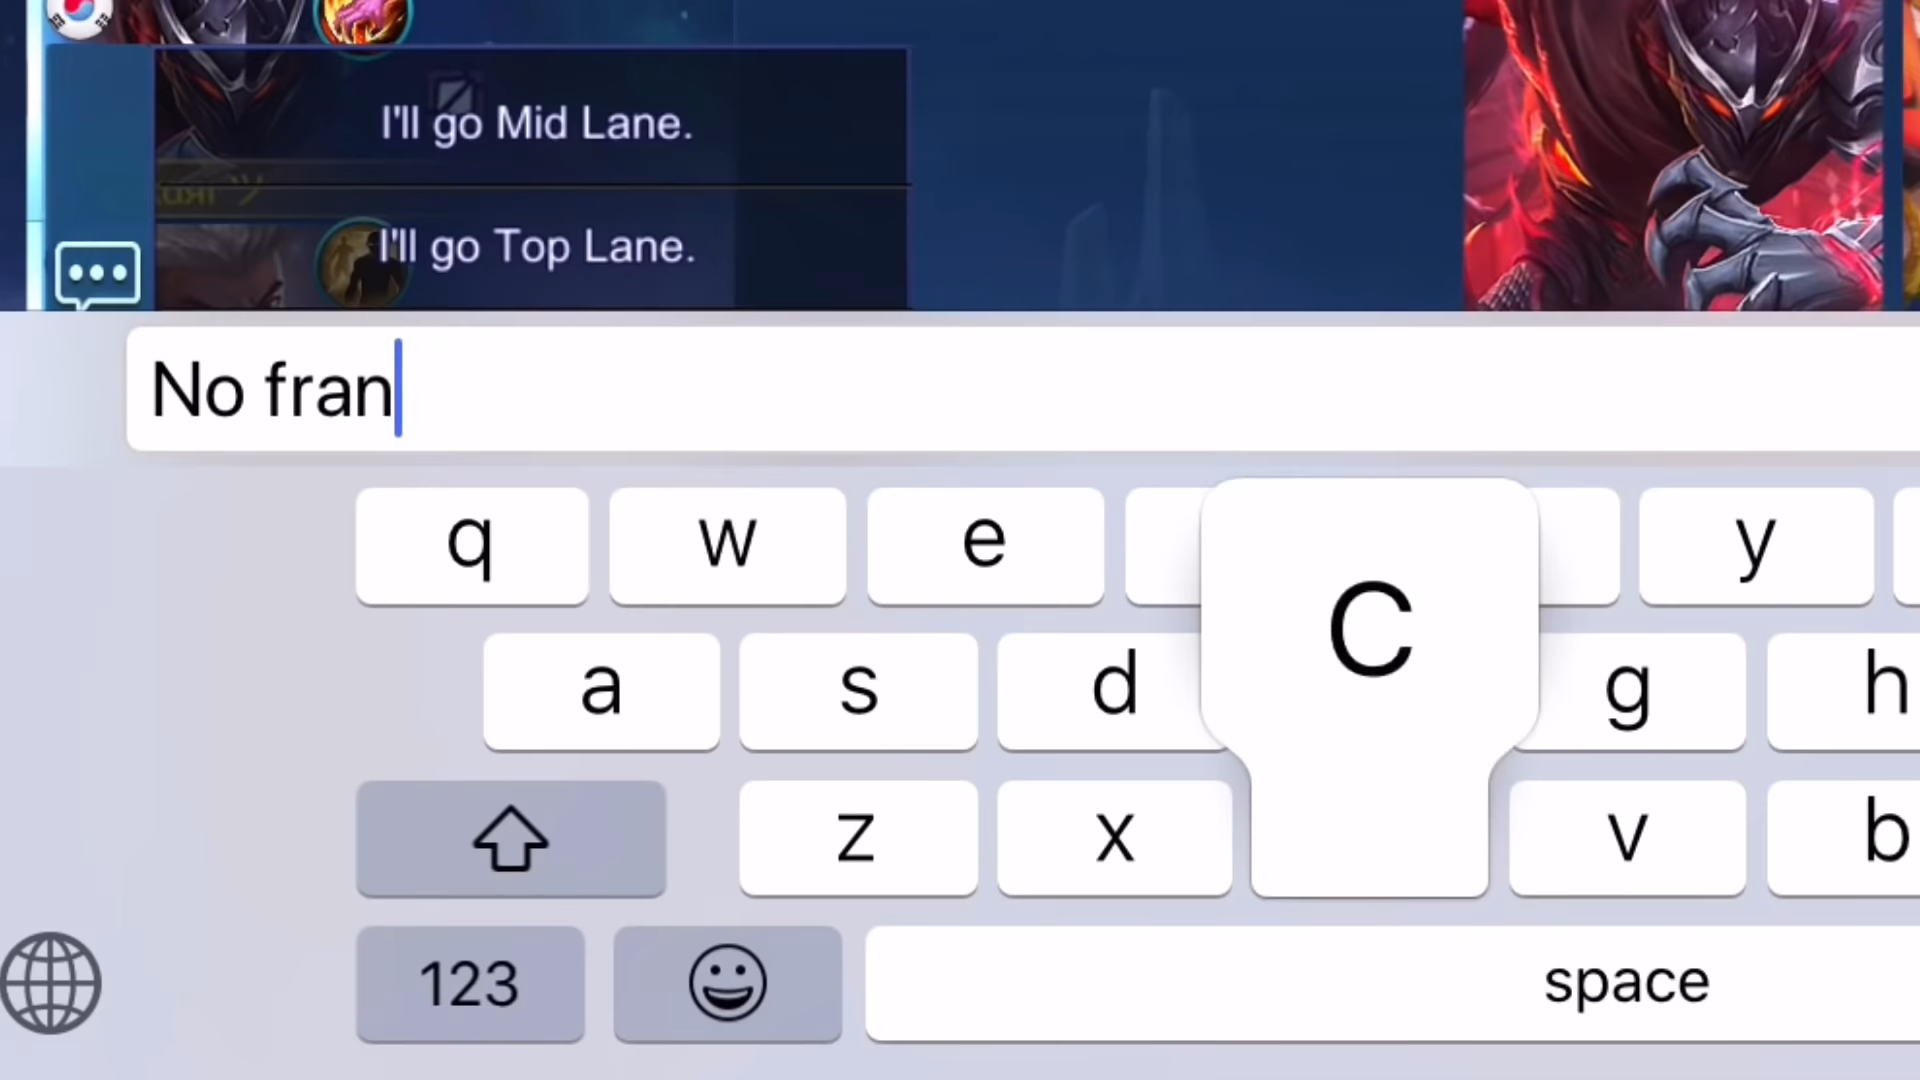 I'll go Mid Lane.
I'll go Top Lane.
No fran
q w e y
C
a s d g h
z x v b
123 space